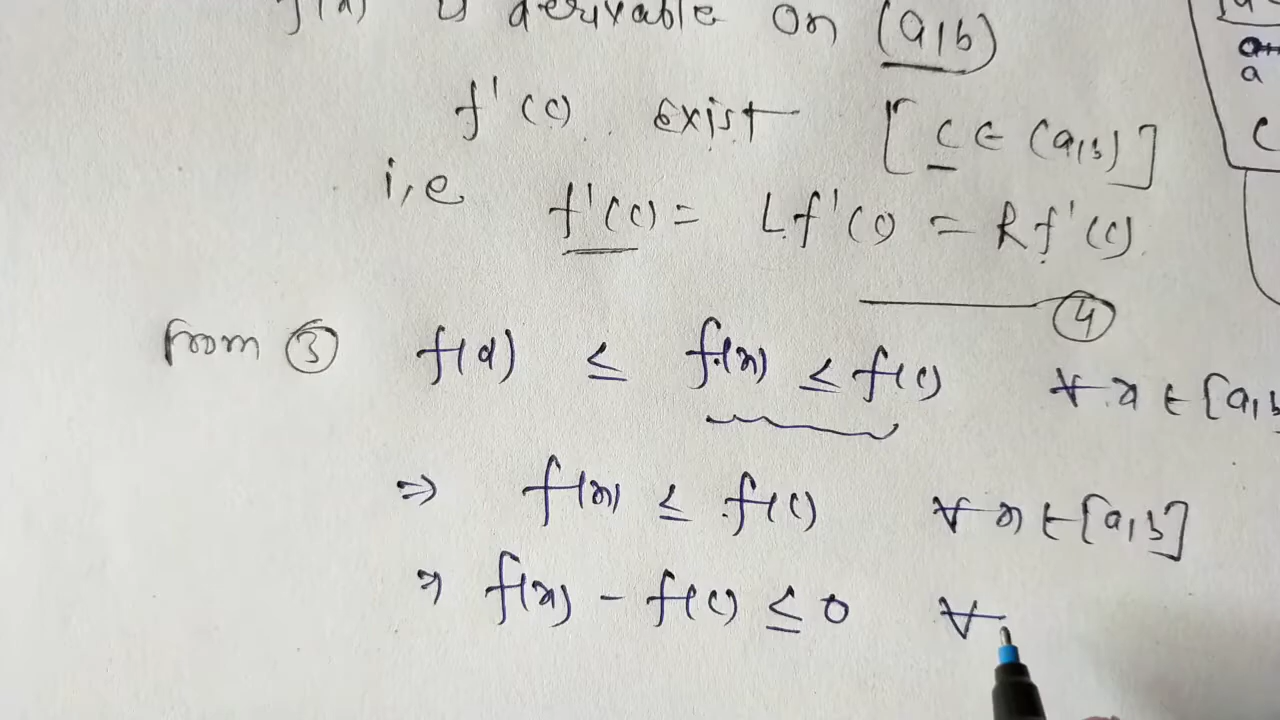 f(x) is derivable on (a,b)
f'(c) exist [c ∈ (a,b)]
i,e f'(c) = Lf'(c) = Rf'(c)
④
from ③ f(d) ≤ f(x) ≤ f(c) ∀ x ∈ [a,b
⇒ f(x) ≤ f(c) ∀ x ∈ [a,b]
⇒ f(x) - f(c) ≤ 0 ∀
a
c